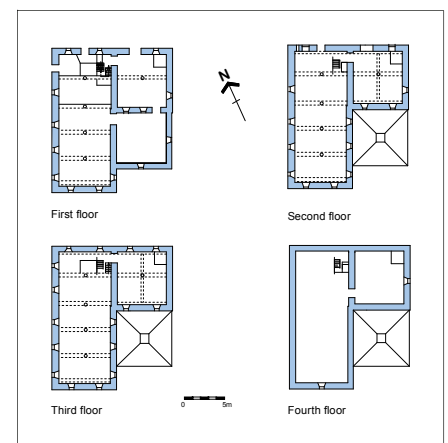 N
First floor
Second floor
Third floor
0 5m
Fourth floor